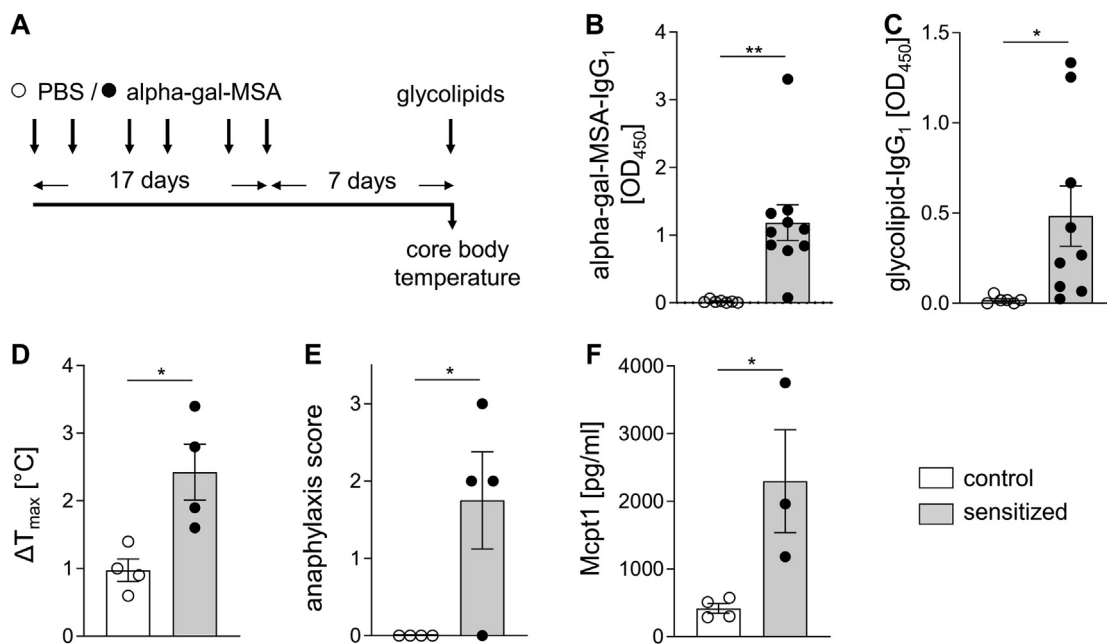 A
○ PBS / ● alpha-gal-MSA
glycolipids
17 days
7 days
core body
temperature
B
alpha-gal-MSA-IgG₁
[OD₄₅₀]
4
3
2
1
0
**
C
glycolipid-IgG₁ [OD₄₅₀]
1.5
1.0
0.5
0.0
*
D
ΔTₘₐₓ [°C]
4
3
2
1
0
*
E
anaphylaxis score
3
2
1
0
*
F
Mcpt1 [pg/ml]
4000
3000
2000
1000
0
*
control
sensitized